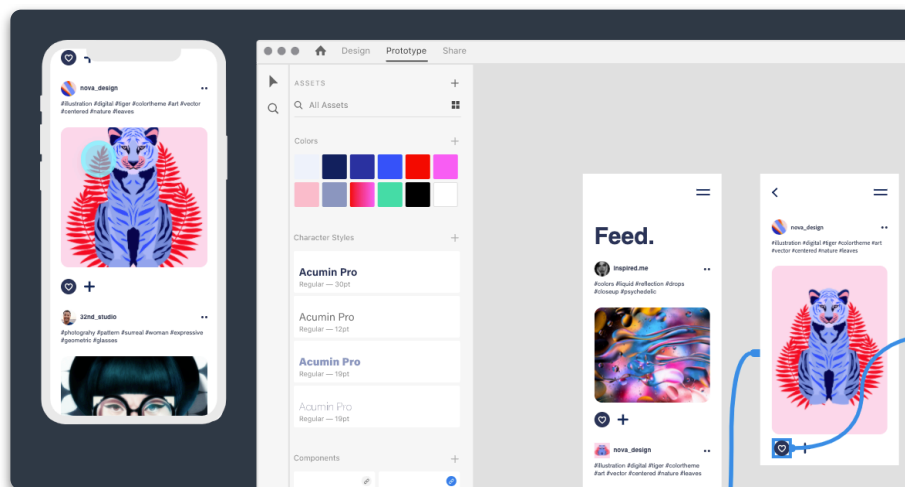 nova_design
#illustration #digital #tiger #colortheme #art #vector
#centered #nature #leaves
32nd_studio
#photograhy #pattern #surreal #woman #expressive
#geometric #glasses
Design
Prototype
Share
ASSETS
All Assets
Colors
Character Styles
Acumin Pro
Regular — 30pt
Acumin Pro
Regular — 12pt
Acumin Pro
Regular — 19pt
Acumin Pro
Regular — 19pt
Components
Feed.
inspired.me
#colors #liquid #reflection #drops
#closeup #psychedelic
nova_design
#illustration #digital #tiger #colortheme
#art #vector #nature #leaves
nova_design
#illustration #digital #tiger #colortheme #art
#vector #centered #nature #leaves